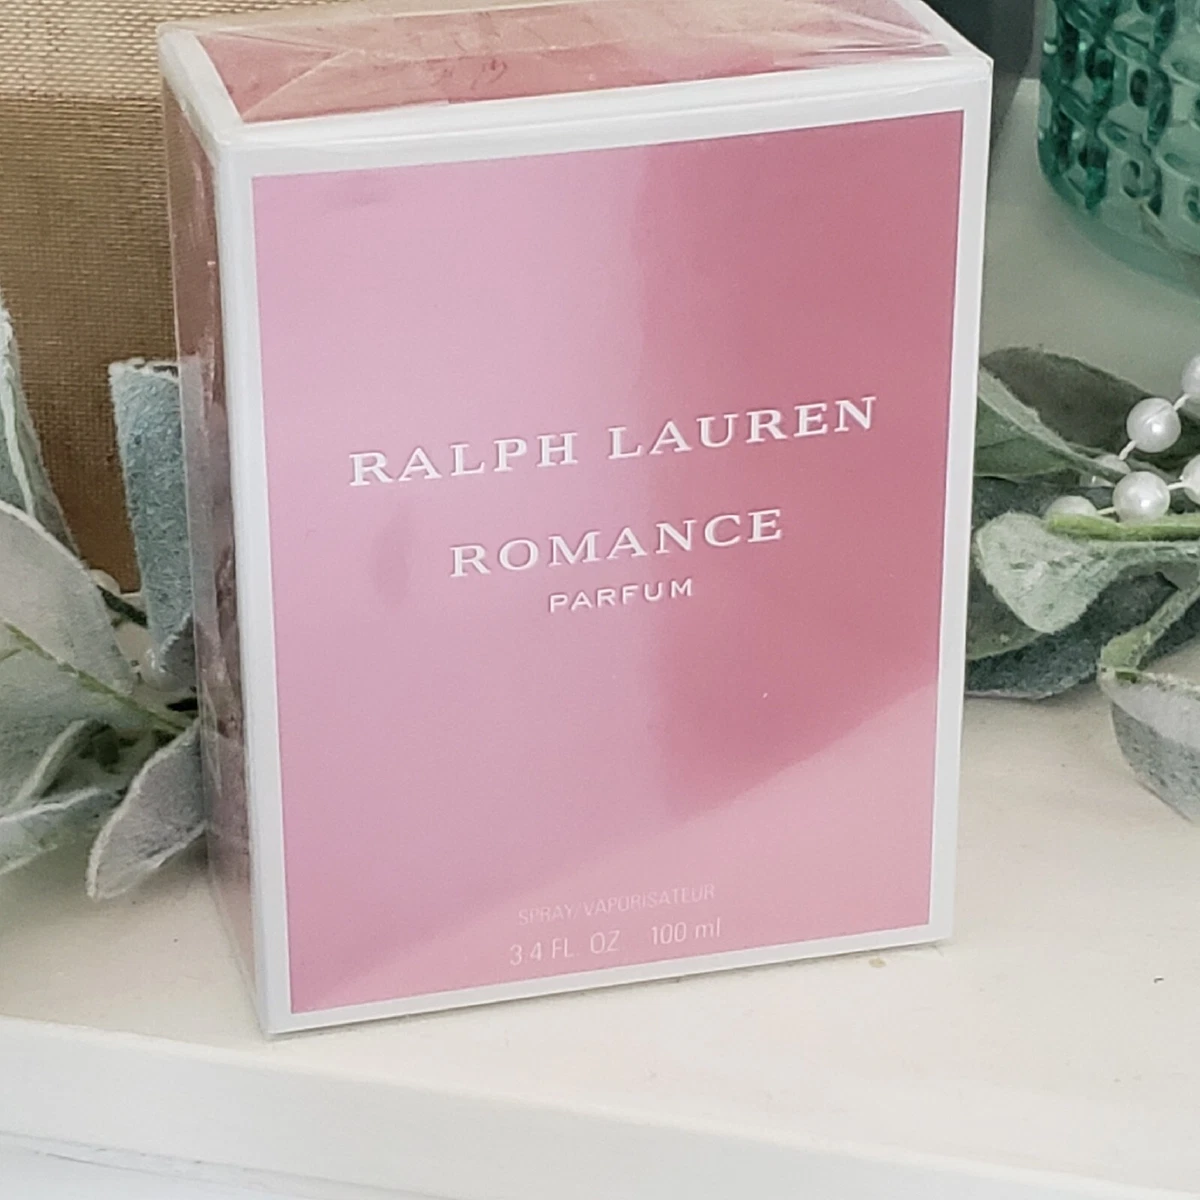 RALPH LAUREN
ROMANCE
PARFUM
SPRAY/VAPORISATEUR
3.4 FL. OZ 100 ml